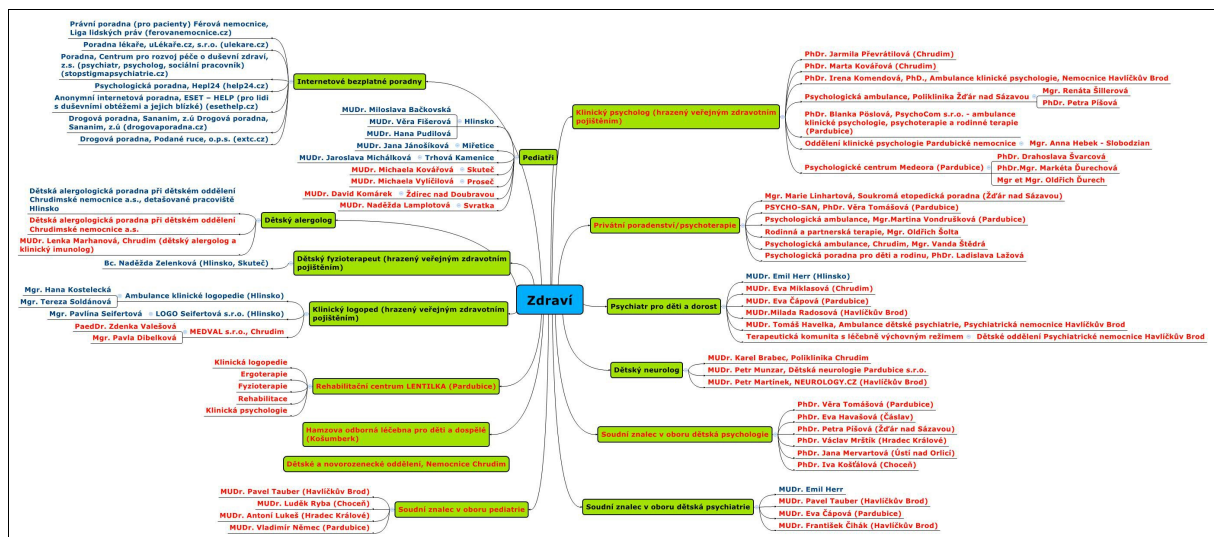 Právní poradna (pro pacienty) Férová nemocnice,
Liga lidských práv (ferovanemocnice.cz)
Poradna lékaře, uLékaře.cz, s.r.o. (ulekare.cz)
Poradna, Centrum pro rozvoj péče o duševní zdraví,
z.s. (psychiatr, psycholog, sociální pracovník)
(stopstigmapsychiatrie.cz)
Psychologická poradna, Hepl24 (help24.cz)
Anonymní internetová poradna, ESET – HELP (pro lidi
s duševními obtěžemi a jejich blízké) (esethelp.cz)
Drogová poradna, Sananim, z.ú Drogová poradna,
Sananim, z.ú (drogovaporadna.cz)
Drogová poradna, Podané ruce, o.p.s. (extc.cz)
Internetové bezplatné poradny
MUDr. Miloslava Bačkovská
MUDr. Věra Fišerová
MUDr. Hana Pudilová
Hlinsko
MUDr. Jana Jánošíková
Miřetice
MUDr. Jaroslava Michálková
Trhová Kamenice
MUDr. Michaela Kovářová
Skuteč
MUDr. Michaela Vylíčilová
Proseč
MUDr. David Komárek
Ždírec nad Doubravou
MUDr. Naděžda Lamplotová
Svratka
Pediatři
Dětská alergologická poradna při dětském oddělení
Chrudimské nemocnice a.s., detašované pracoviště
Hlinsko
Dětská alergologická poradna při dětském oddělení
Chrudimské nemocnice a.s.
MUDr. Lenka Marhanová, Chrudim (dětský alergolog a
klinický imunolog)
Dětský alergolog
Bc. Naděžda Zelenková (Hlinsko, Skuteč)
Dětský fyzioterapeut (hrazený veřejným zdravotním
pojištěním)
Mgr. Hana Kostelecká
Mgr. Tereza Soldánová
Ambulance klinické logopedie (Hlinsko)
Mgr. Pavlína Seifertová
LOGO Seifertová s.r.o. (Hlinsko)
PaedDr. Zdenka Valešová
Mgr. Pavla Dibelková
MEDVAL s.r.o., Chrudim
Klinický logoped (hrazený veřejným zdravotním
pojištěním)
Klinická logopedie
Ergoterapie
Fyzioterapie
Rehabilitace
Klinická psychologie
Rehabilitační centrum LENTILKA (Pardubice)
Hamzova odborná léčebna pro děti a dospělé
(Košumberk)
Dětské a novorozenecké oddělení, Nemocnice Chrudim
MUDr. Pavel Tauber (Havlíčkův Brod)
MUDr. Luděk Ryba (Choceň)
MUDr. Antoní Lukeš (Hradec Králové)
MUDr. Vladimír Němec (Pardubice)
Soudní znalec v oboru pediatrie
Zdraví
Klinický psycholog (hrazený veřejným zdravotním
pojištěním)
PhDr. Jarmila Převrátilová (Chrudim)
PhDr. Marta Kovářová (Chrudim)
PhDr. Irena Komendová, PhD., Ambulance klinické psychologie, Nemocnice Havlíčkův Brod
Psychologická ambulance, Poliklinika Žďár nad Sázavou
Mgr. Renáta Šillerová
PhDr. Petra Pišová
PhDr. Blanka Pöslová, PsychoCom s.r.o. - ambulance
klinické psychologie, psychoterapie a rodinné terapie
(Pardubice)
Oddělení klinické psychologie Pardubické nemocnice
Mgr. Anna Hebek - Slobodzian
Psychologické centrum Medeora (Pardubice)
PhDr. Drahoslava Švarcová
PhDr.Mgr. Markéta Ďurechová
Mgr et Mgr. Oldřich Ďurech
Privátní poradenství/psychoterapie
Mgr. Marie Linhartová, Soukromá etopedická poradna (Žďár nad Sázavou)
PSYCHO-SAN, PhDr. Věra Tomášová (Pardubice)
Psychologická ambulance, Mgr.Martina Vondrušková (Pardubice)
Rodinná a partnerská terapie, Mgr. Oldřich Šolta
Psychologická ambulance, Chrudim, Mgr. Vanda Štědrá
Psychologická poradna pro děti a rodinu, PhDr. Ladislava Lažová
Psychiatr pro děti a dorost
MUDr. Emil Herr (Hlinsko)
MUDr. Eva Miklasová (Chrudim)
MUDr. Eva Čápová (Pardubice)
MUDr.Milada Radosová (Havlíčkův Brod)
MUDr. Tomáš Havelka, Ambulance dětské psychiatrie, Psychiatrická nemocnice Havlíčkův Brod
Terapeutická komunita s léčebně výchovným režimem
Dětské oddělení Psychiatrické nemocnice Havlíčkův Brod
Dětský neurolog
MUDr. Karel Brabec, Poliklinika Chrudim
MUDr. Petr Munzar, Dětská neurologie Pardubice s.r.o.
MUDr. Petr Martínek, NEUROLOGY.CZ (Havlíčkův Brod)
Soudní znalec v oboru dětská psychologie
PhDr. Věra Tomášová (Pardubice)
PhDr. Eva Havašová (Čáslav)
PhDr. Petra Pišová (Žďár nad Sázavou)
PhDr. Václav Mrštík (Hradec Králové)
PhDr. Jana Mervartová (Ústí nad Orlicí)
PhDr. Iva Košťálová (Choceň)
Soudní znalec v oboru dětská psychiatrie
MUDr. Emil Herr
MUDr. Pavel Tauber (Havlíčkův Brod)
MUDr. Eva Čápová (Pardubice)
MUDr. František Čihák (Havlíčkův Brod)